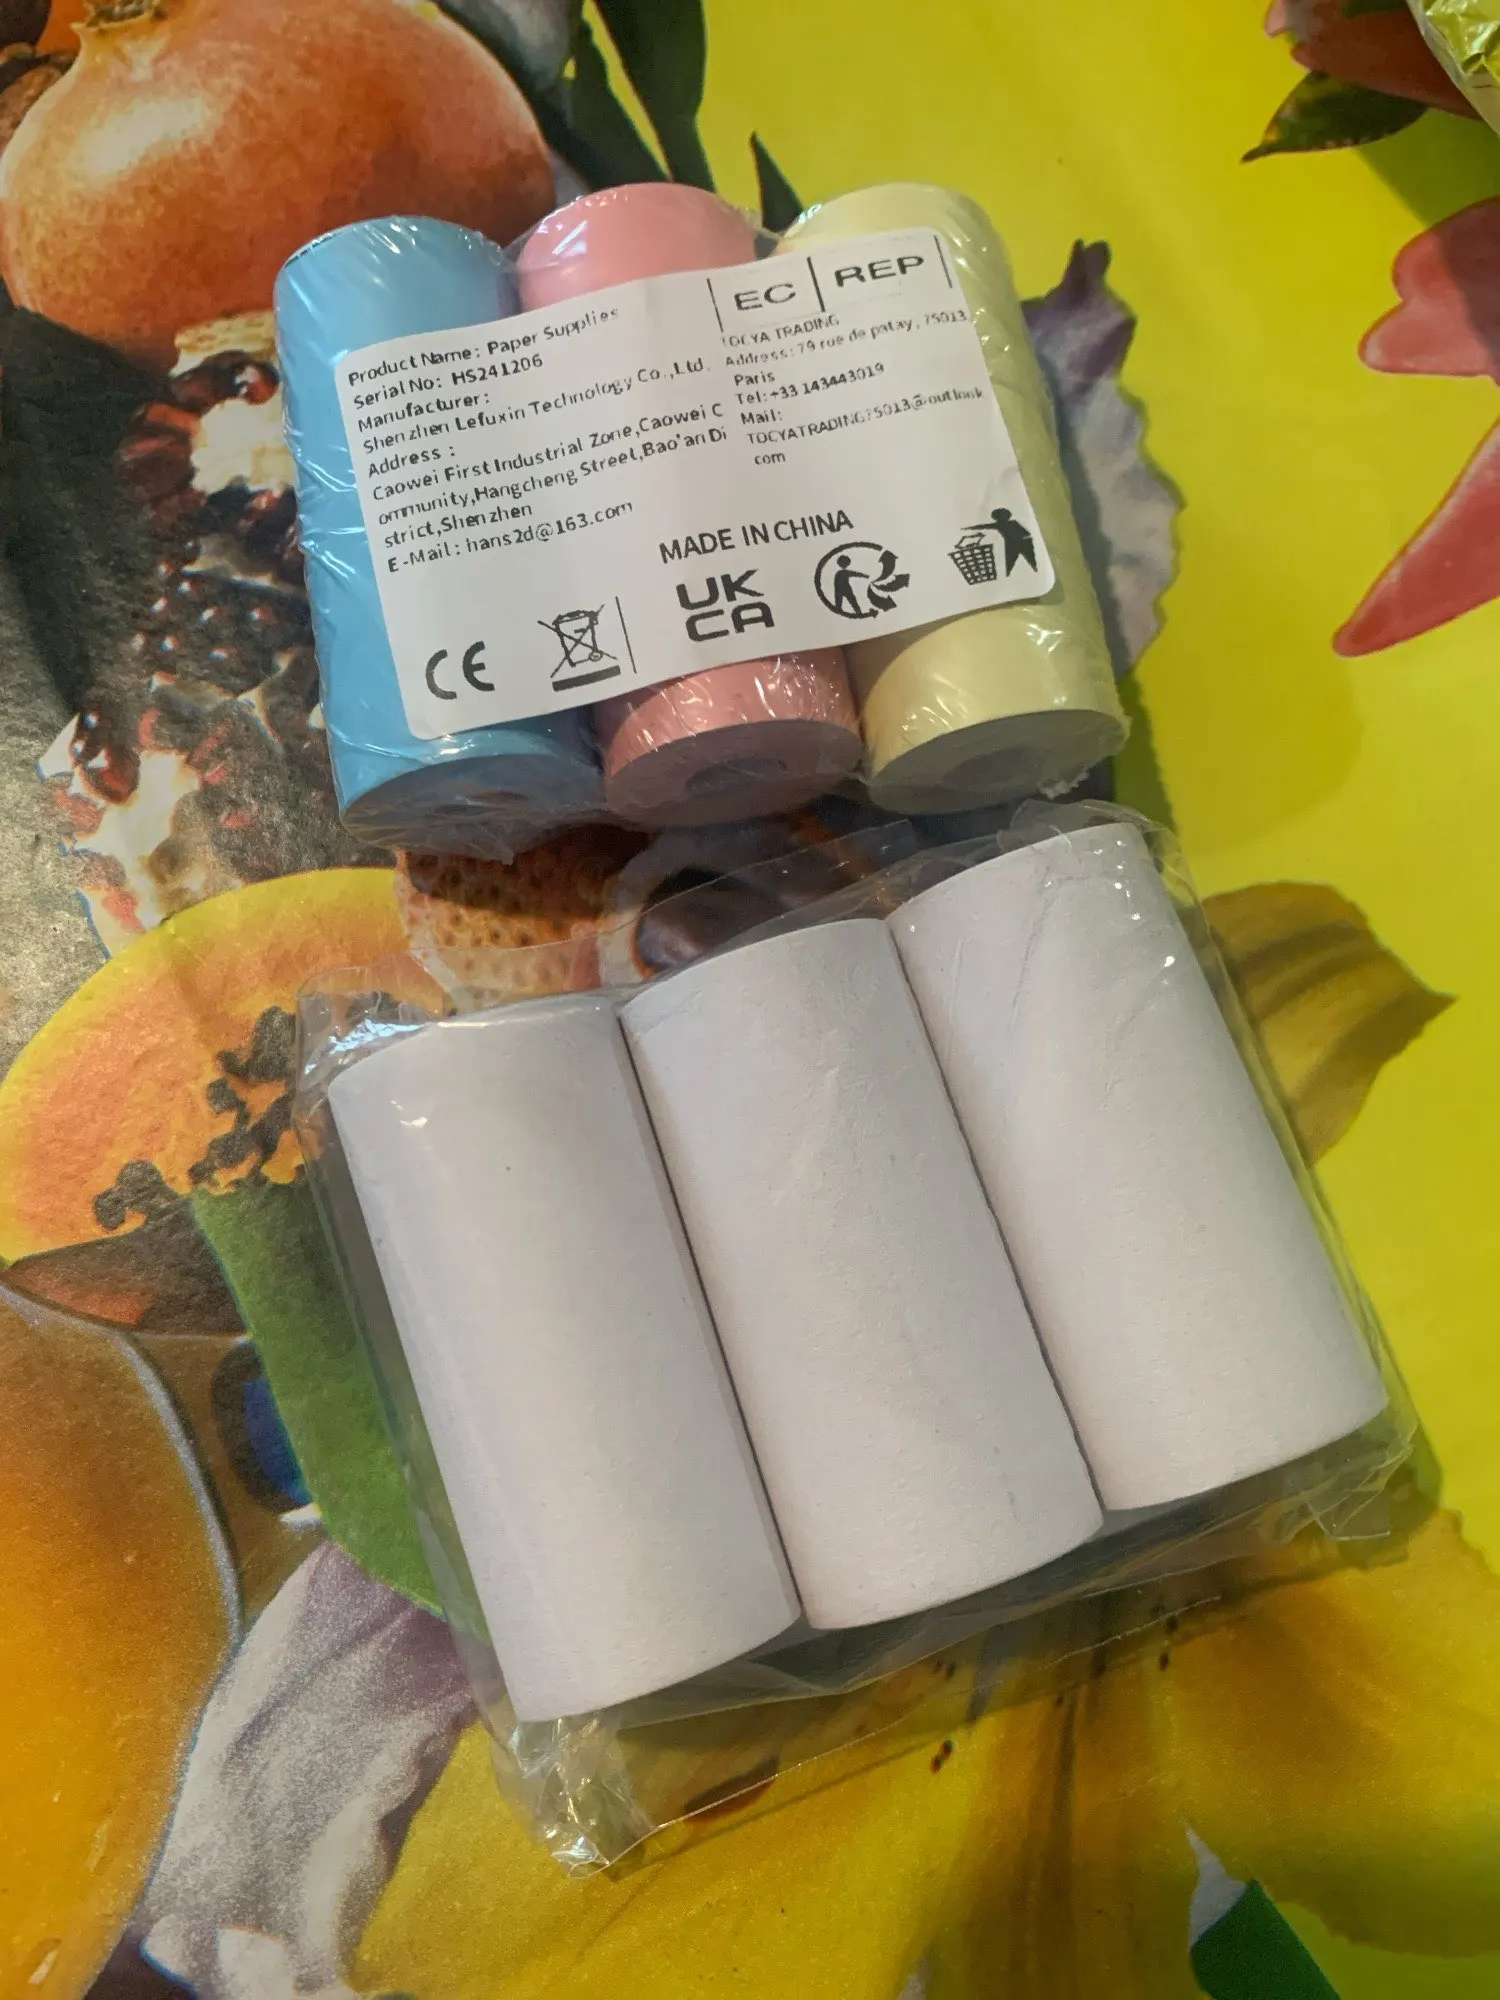 Product Name: Paper Supplies
Serial No: HS241206
Manufacturer:
Shenzhen Lefuxin Technology Co.,Ltd.
Address :
Caowei First Industrial Zone,Caowei C
ommunity,Hangcheng Street,Bao'an Di
strict,Shenzhen
E-Mail: hans2d@163.com
EC REP
TOCYA TRADING
Address: 79 rue de patay, 75013
Paris
Tel: +33 143443019
Mail:
TOCYATRADING75013@outlook
com
MADE IN CHINA
CE
UK
CA